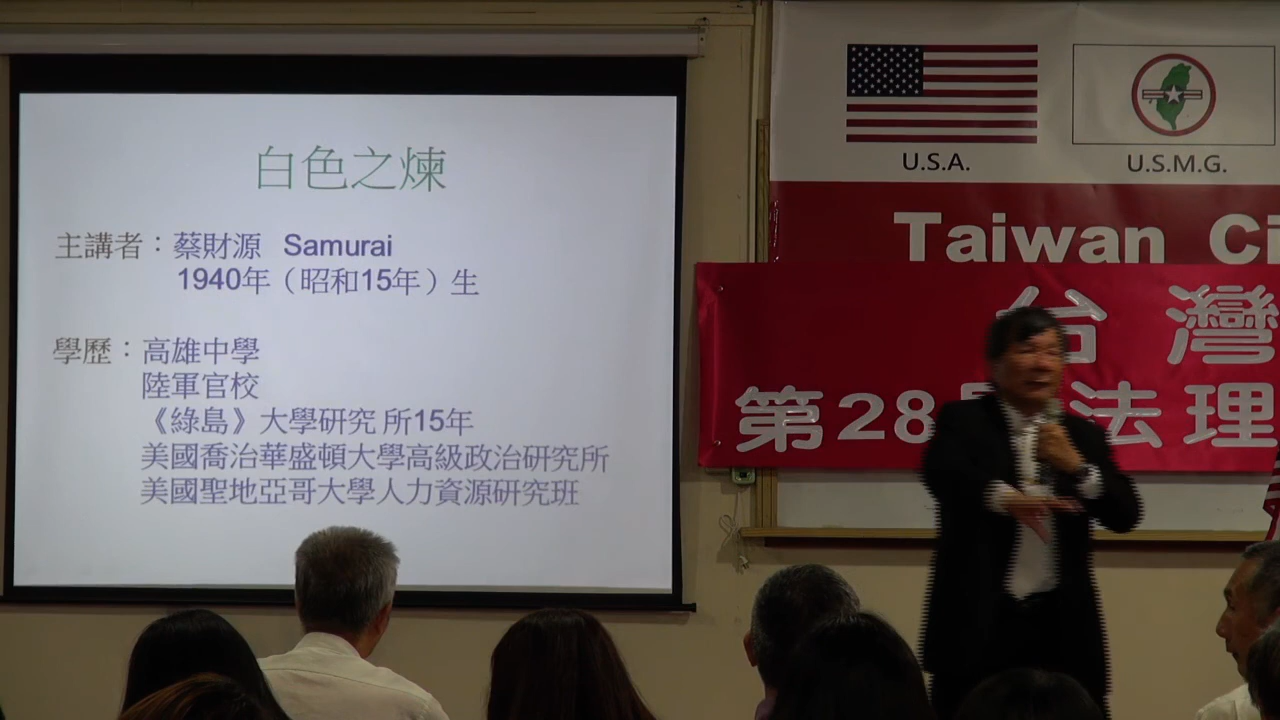 白色之煉
主講者：蔡財源 Samurai
1940年（昭和15年）生
學歷：高雄中學
陸軍官校
《綠島》大學研究 所15年
美國喬治華盛頓大學高級政治研究所
美國聖地亞哥大學人力資源研究班
U.S.A.
U.S.M.G.
Taiwan Ci
台灣
第28 法理